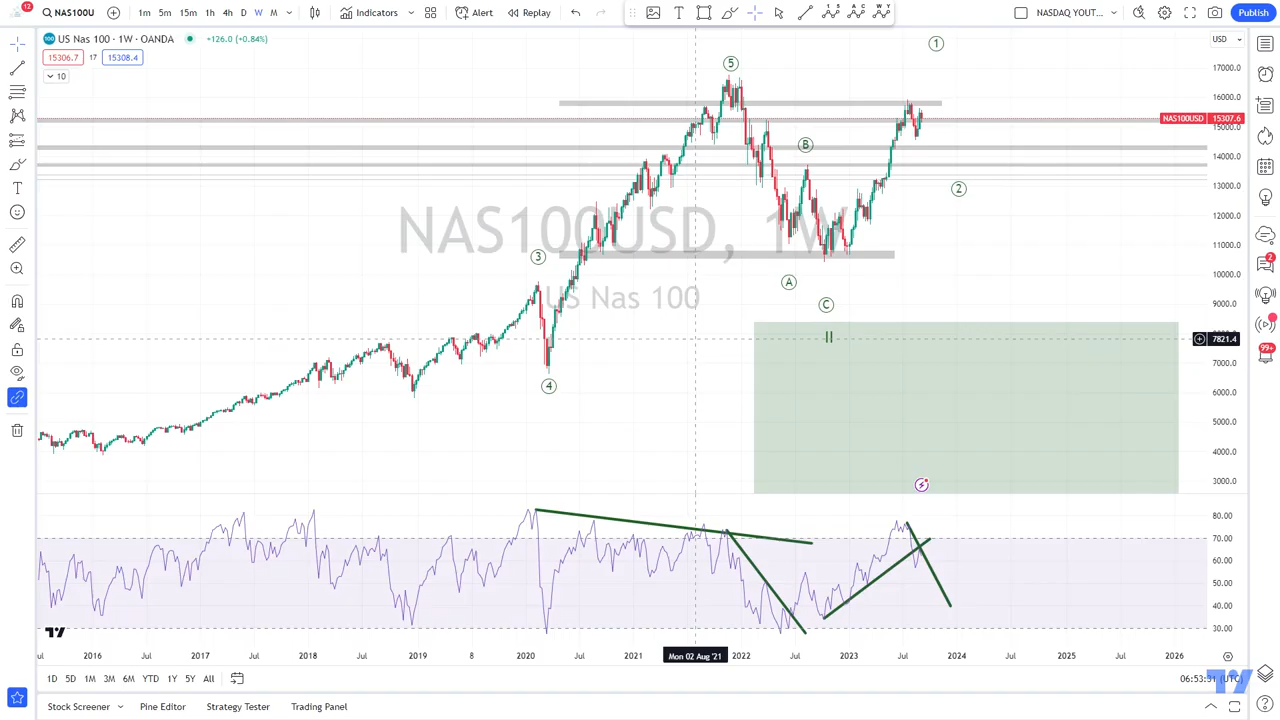 12
NAS100U
1m 5m 15m 1h 4h D W M
Indicators
Alert
Replay
NASDAQ YOUT...
Publish
US Nas 100 · 1W · OANDA
+126.0 (+0.84%)
15306.7 17 15308.4
10
USD
NAS100USD, 1W
US Nas 100
1
5
B
2
3
A
C
II
4
17000.0
16000.0
NAS100USD 15307.6
15000.0
14000.0
13000.0
12000.0
11000.0
10000.0
9000.0
7821.4
7000.0
6000.0
5000.0
4000.0
3000.0
80.00
70.00
60.00
50.00
40.00
30.00
2
99+
ul 2016 Jul 2017 Jul 2018 Jul 2019 8 2020 Jul 2021 Mon 02 Aug '21 2022 Jul 2023 Jul 2024 Jul 2025 Jul 2026
1D 5D 1M 3M 6M YTD 1Y 5Y All
06:53:31 (UTC)
Stock Screener Pine Editor Strategy Tester Trading Panel